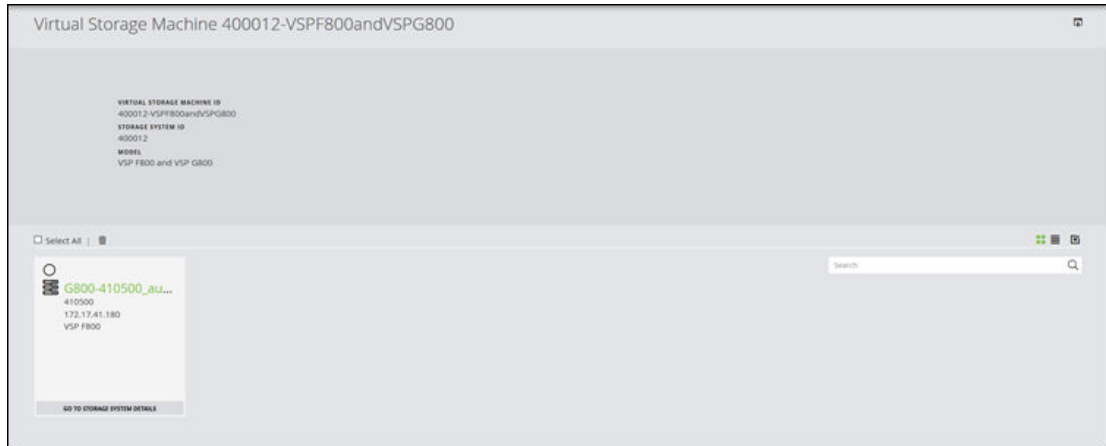 Virtual Storage Machine 400012-VSPF800andVSPG800
VIRTUAL STORAGE MACHINE ID
400012-VSPF800andVSPG800
STORAGE SYSTEM ID
400012
MODEL
VSP F800 and VSP G800
Select All |
Search
G800-410500_au...
410500
172.17.41.180
VSP F800
GO TO STORAGE SYSTEM DETAILS